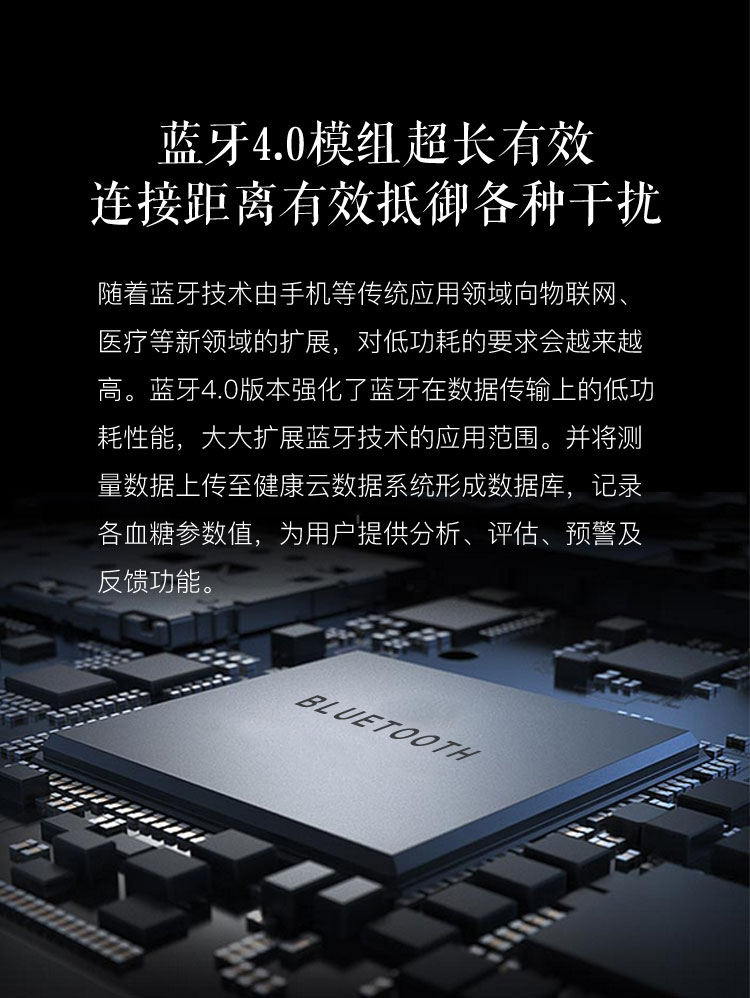 蓝牙4.0模组超长有效
连接距离有效抵御各种干扰
随着蓝牙技术由手机等传统应用领域向物联网、
医疗等新领域的扩展，对低功耗的要求会越来越
高。蓝牙4.0版本强化了蓝牙在数据传输上的低功
耗性能，大大扩展蓝牙技术的应用范围。并将测
量数据上传至健康云数据系统形成数据库，记录
各血糖参数值，为用户提供分析、评估、预警及
反馈功能。
BLUETOOTH